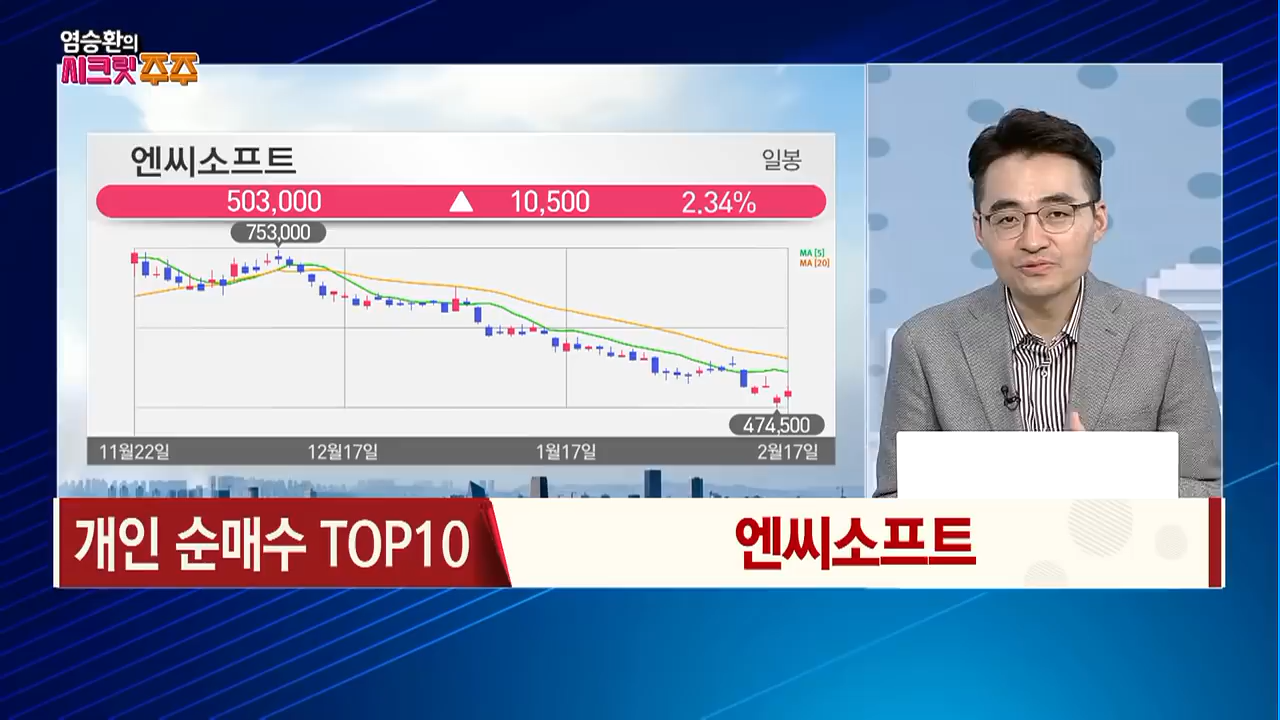 염승환의
시크릿 주주
엔씨소프트 일봉
503,000 ▲ 10,500 2.34%
753,000
MA [5]
MA [20]
474,500
11월22일 12월17일 1월17일 2월17일
개인 순매수 TOP10 엔씨소프트